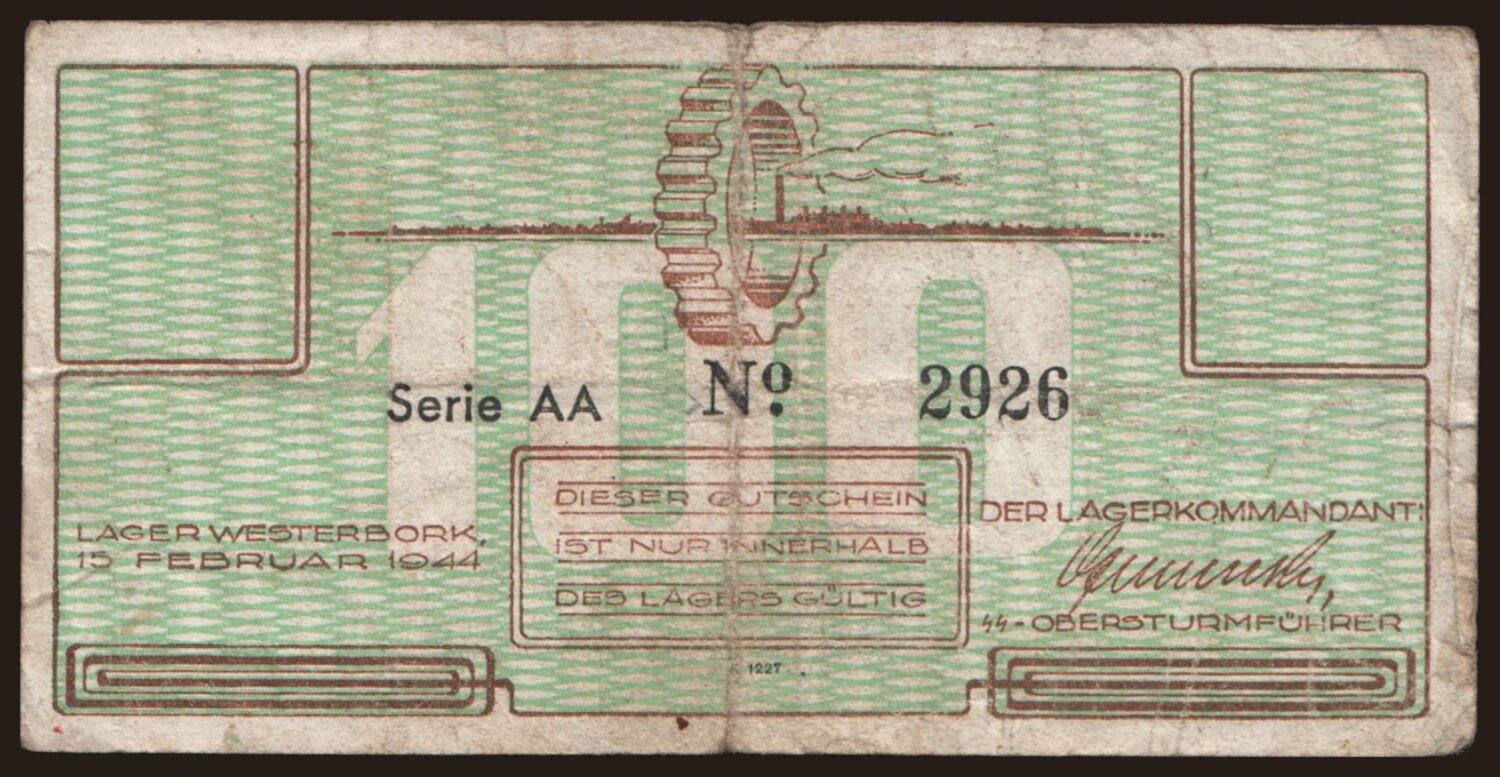 100
Serie AA Nº 2926
LAGER WESTERBORK,
15 FEBRUAR 1944
DIESER GUTSCHEIN
IST NUR INNERHALB
DES LAGERS GÜLTIG
DER LAGERKOMMANDANT:
SS-OBERSTURMFÜHRER
K 1227